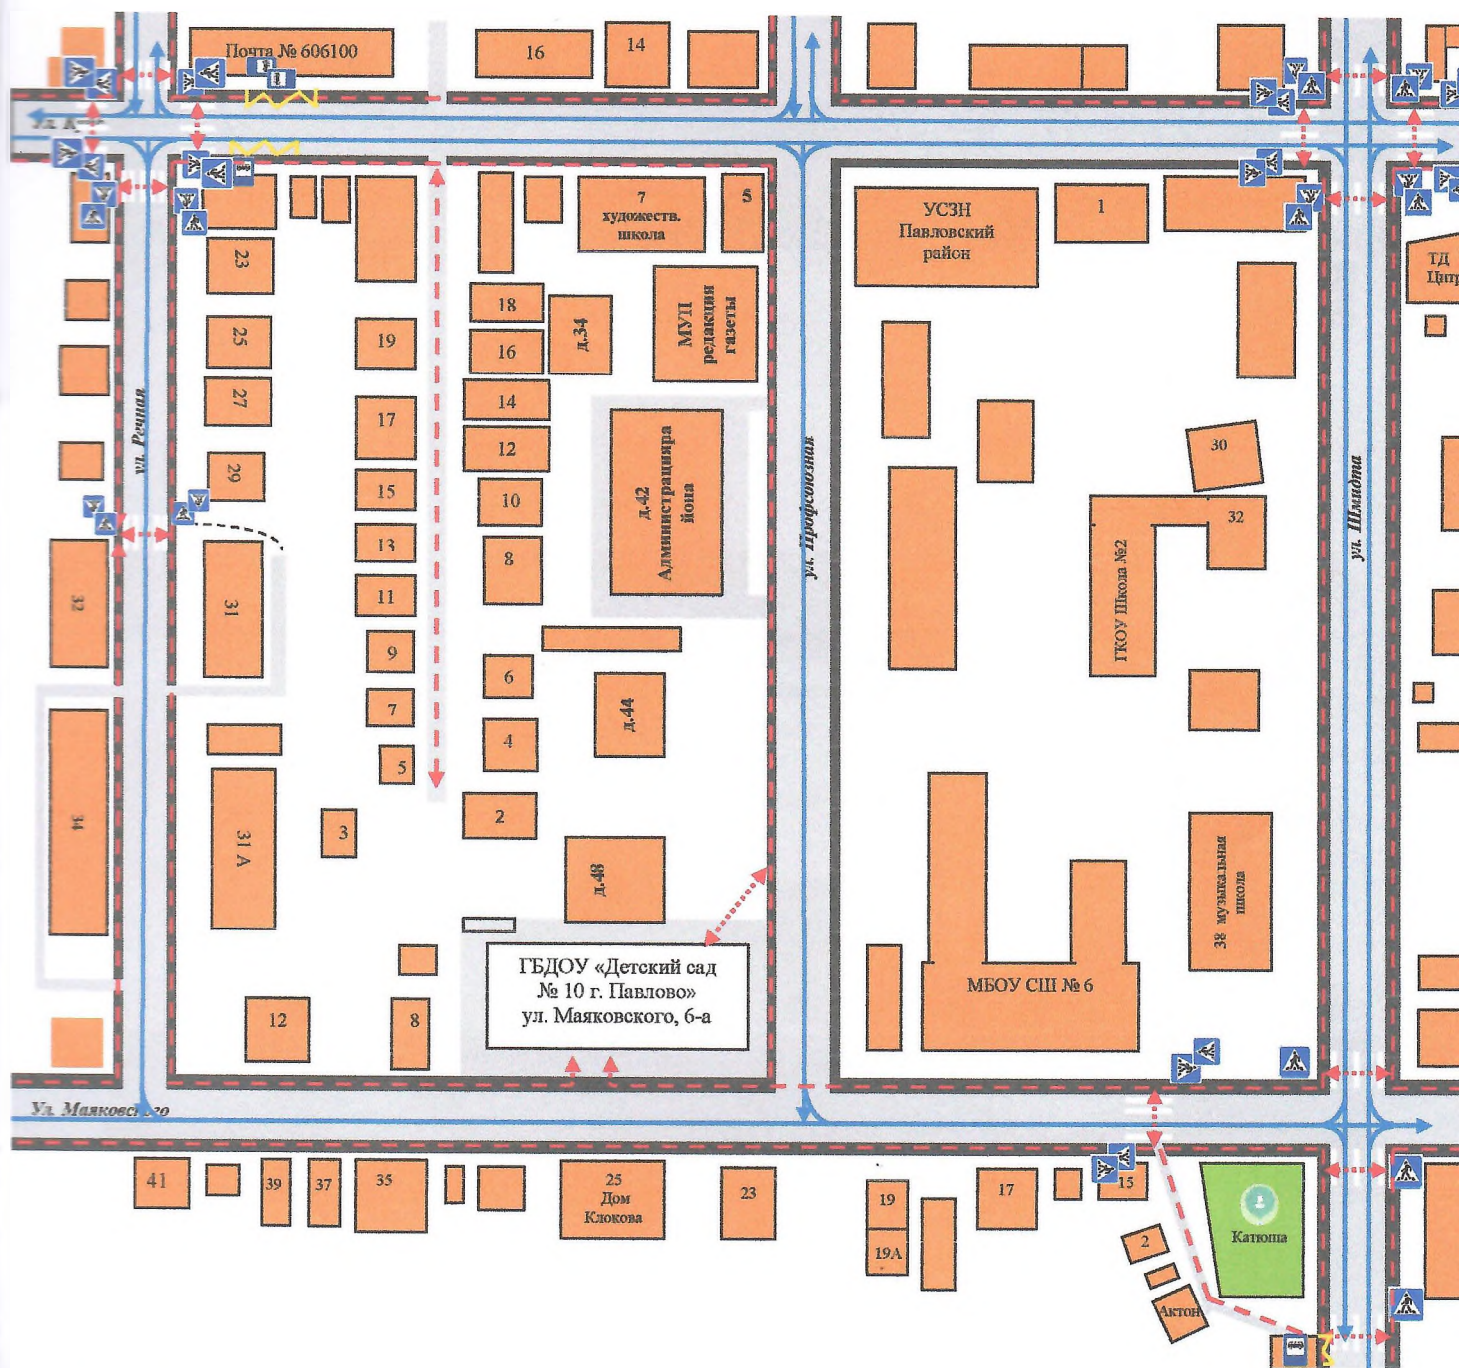 Почта № 606100
16
14
Ул. К
7
художеств.
школа
5
УСЗН
Павловский
район
1
23
25
27
29
31
31 А
32
34
ул. Речная
19
17
15
13
11
9
7
5
3
18
16
14
12
10
8
6
4
2
д.34
МУП
редакция
газеты
д.42
Администрацияра
йона
д.44
д.48
ул. Профсоюзная
30
32
ГКОУ Школа №2
ул. Шмидта
ТД
38 музыкальная
школа
МБОУ СШ № 6
ГБДОУ «Детский сад
№ 10 г. Павлово»
ул. Маяковского, 6-а
12
8
Ул. Маяковского
41
39
37
35
25
Дом
Клокова
23
19
19А
17
15
2
Актон
Катюша